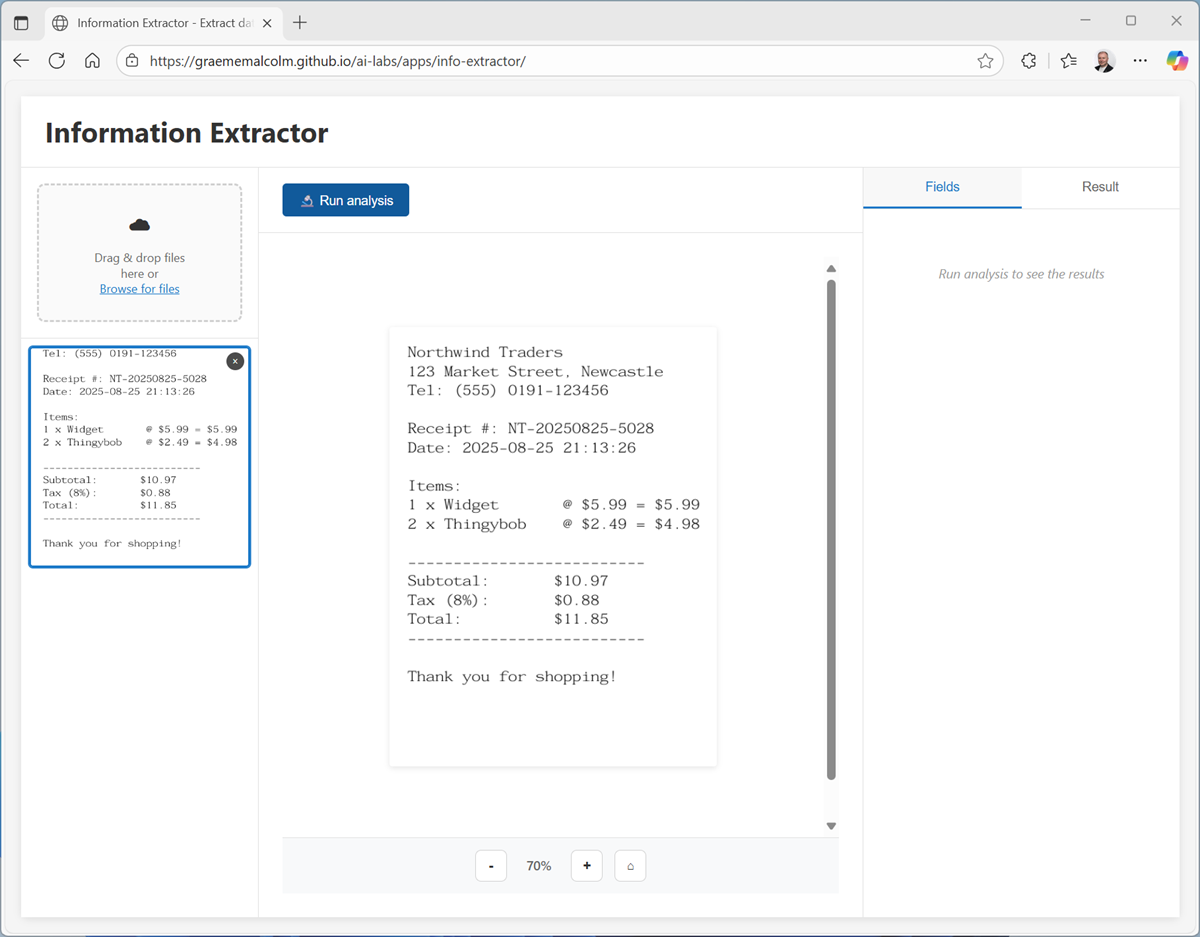 Information Extractor - Extract da
https://graememalcolm.github.io/ai-labs/apps/info-extractor/
Information Extractor
Drag & drop files
here or
Browse for files
Tel: (555) 0191-123456
Receipt #: NT-20250825-5028
Date: 2025-08-25 21:13:26
Items:
1 x Widget @ $5.99 = $5.99
2 x Thingybob @ $2.49 = $4.98
---------------------------
Subtotal: $10.97
Tax (8%): $0.88
Total: $11.85
---------------------------
Thank you for shopping!
Run analysis
Northwind Traders
123 Market Street, Newcastle
Tel: (555) 0191-123456
Receipt #: NT-20250825-5028
Date: 2025-08-25 21:13:26
Items:
1 x Widget @ $5.99 = $5.99
2 x Thingybob @ $2.49 = $4.98
--------------------------
Subtotal: $10.97
Tax (8%): $0.88
Total: $11.85
--------------------------
Thank you for shopping!
- 70% +
Fields Result
Run analysis to see the results